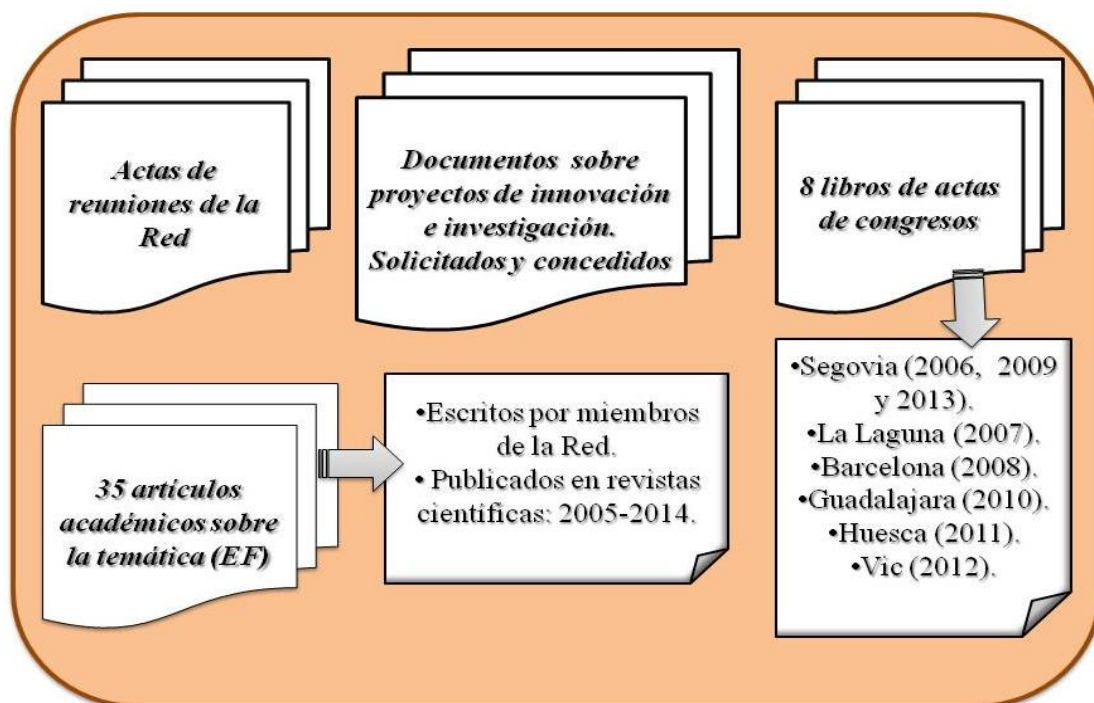 Actas de
reuniones de la
Red
Documentos sobre
proyectos de innovación
e investigación.
Solicitados y concedidos
8 libros de actas
de congresos
•Segovia (2006, 2009
y 2013).
•La Laguna (2007).
•Barcelona (2008).
•Guadalajara (2010).
•Huesca (2011).
•Vic (2012).
35 artículos
académicos sobre
la temática (EF)
•Escritos por miembros
de la Red.
• Publicados en revistas
científicas: 2005-2014.